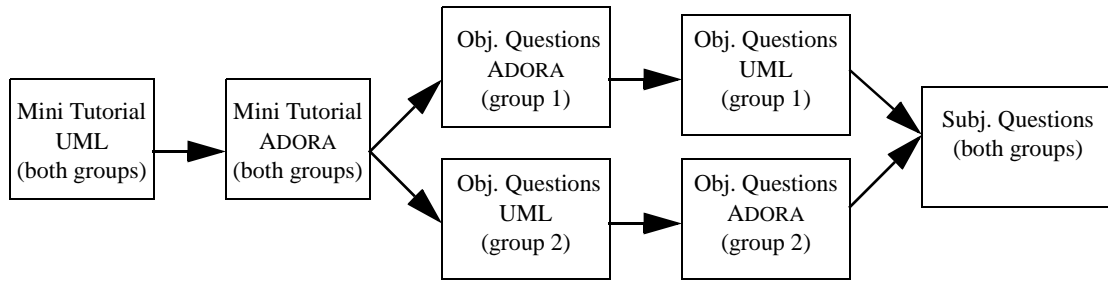 Mini Tutorial
UML
(both groups)
Mini Tutorial
ADORA
(both groups)
Obj. Questions
ADORA
(group 1)
Obj. Questions
UML
(group 1)
Obj. Questions
UML
(group 2)
Obj. Questions
ADORA
(group 2)
Subj. Questions
(both groups)